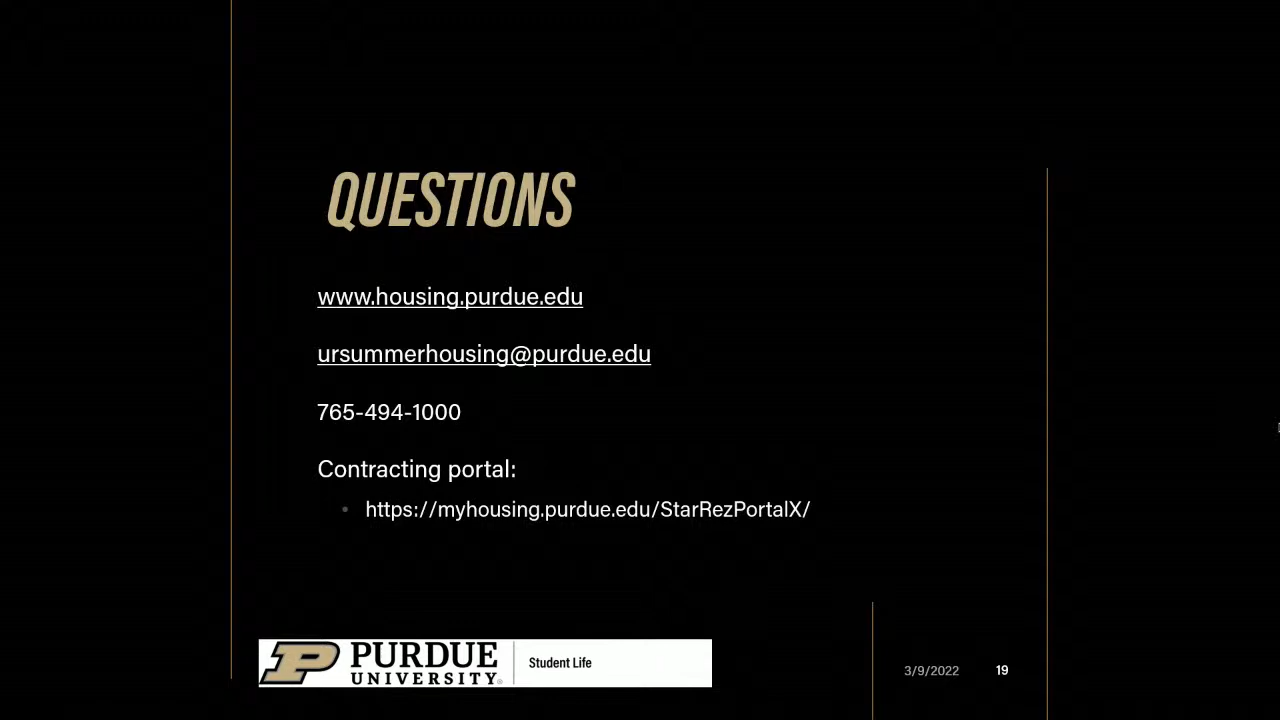 QUESTIONS
www.housing.purdue.edu
ursummerhousing@purdue.edu
765-494-1000
Contracting portal:
• https://myhousing.purdue.edu/StarRezPortalX/
P PURDUE UNIVERSITY® Student Life
3/9/2022 19